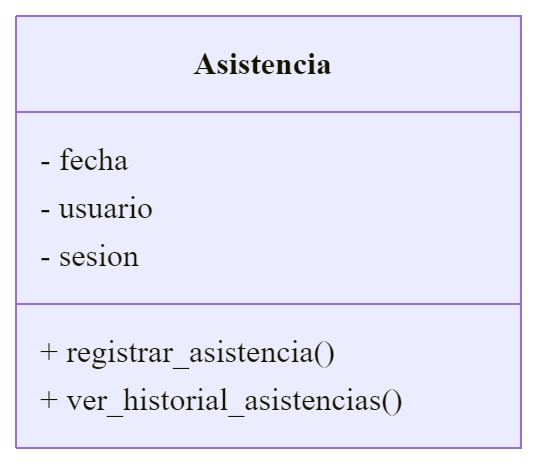 Asistencia
- fecha
- usuario
- sesion
+ registrar_asistencia()
+ ver_historial_asistencias()